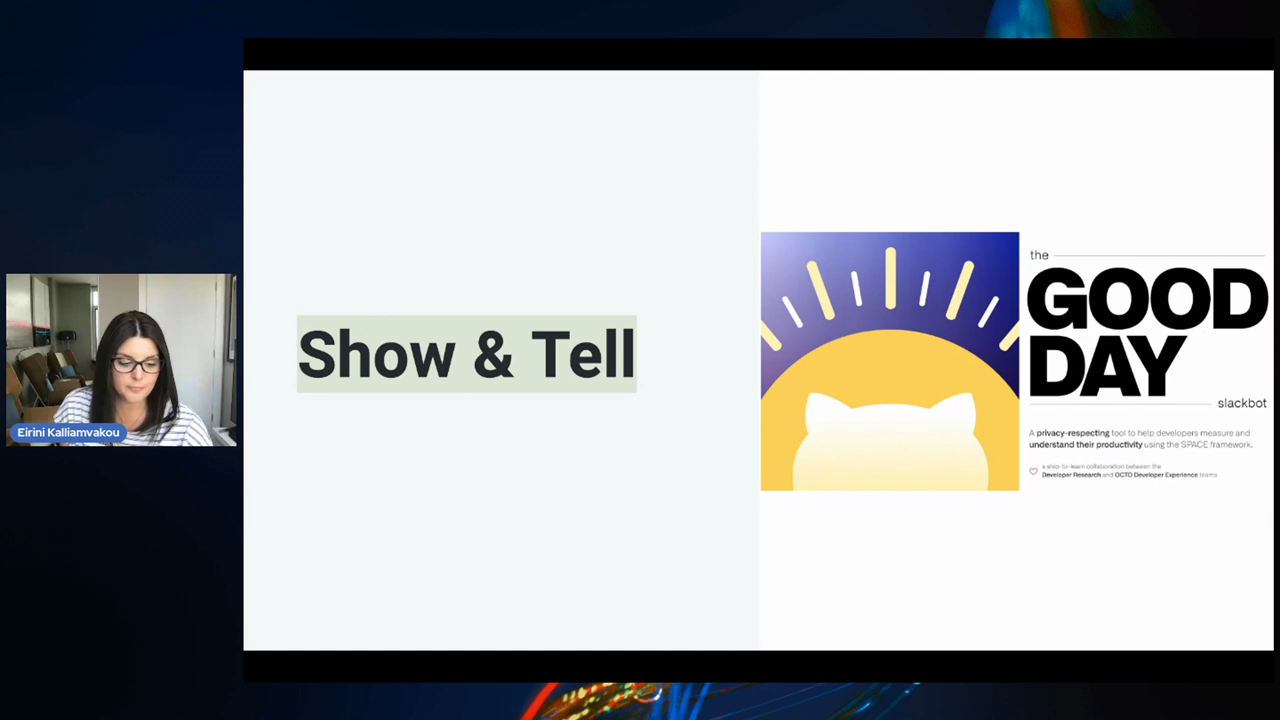 Eirini Kalliamvakou
Show & Tell
the
GOOD
DAY
slackbot
A privacy-respecting tool to help developers measure and
understand their productivity using the SPACE framework.
a ship-to-learn collaboration between the
Developer Research and OCTO Developer Experience teams